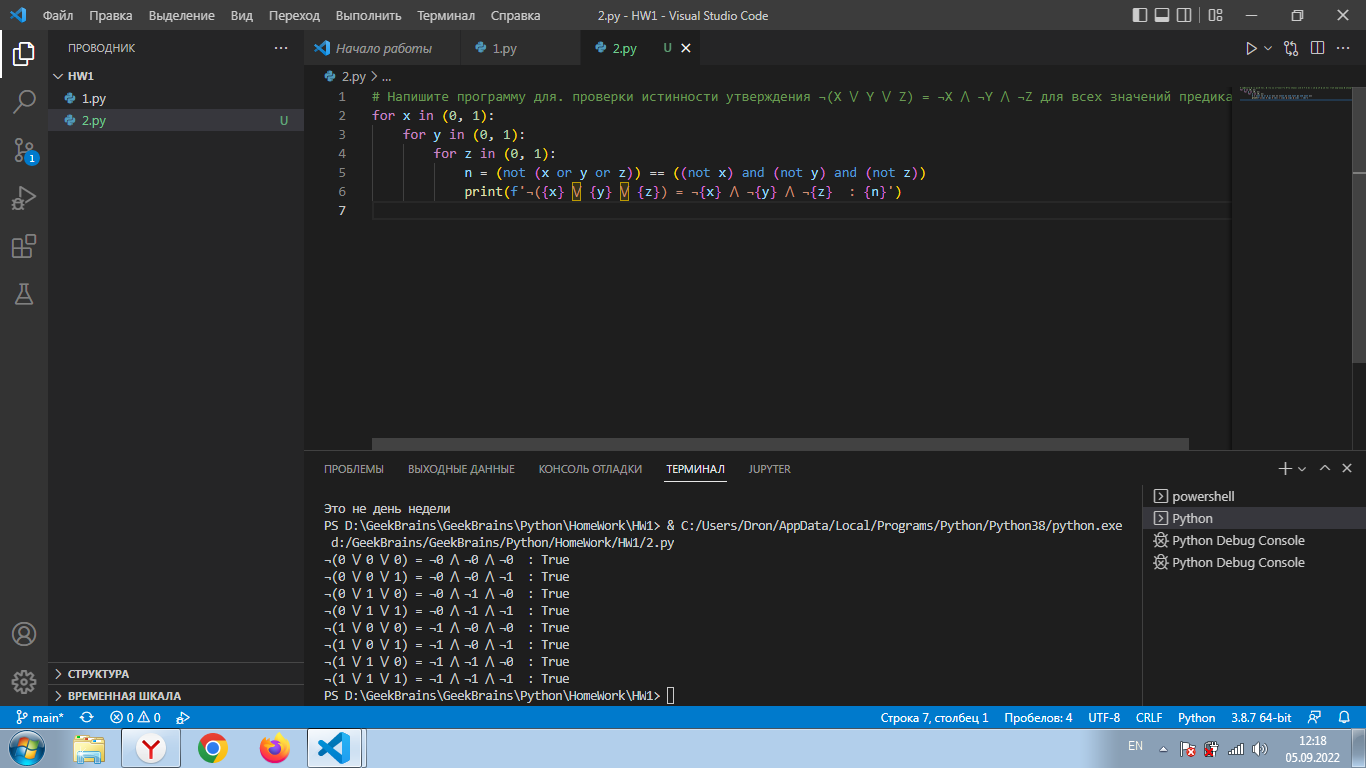 Файл Правка Выделение Вид Переход Выполнить Терминал Справка 2.py - HW1 - Visual Studio Code
ПРОВОДНИК
HW1
1.py
2.py U
СТРУКТУРА
ВРЕМЕННАЯ ШКАЛА
Начало работы 1.py 2.py U
2.py > ...
1 # Напишите программу для. проверки истинности утверждения ¬(X ⋁ Y ⋁ Z) = ¬X ⋀ ¬Y ⋀ ¬Z для всех значений предика
2 for x in (0, 1):
3 for y in (0, 1):
4 for z in (0, 1):
5 n = (not (x or y or z)) == ((not x) and (not y) and (not z))
6 print(f'¬({x} ⋁ {y} ⋁ {z}) = ¬{x} ⋀ ¬{y} ⋀ ¬{z}  : {n}')
7
ПРОБЛЕМЫ ВЫХОДНЫЕ ДАННЫЕ КОНСОЛЬ ОТЛАДКИ ТЕРМИНАЛ JUPYTER
Это не день недели
PS D:\GeekBrains\GeekBrains\Python\HomeWork\HW1> & C:/Users/Dron/AppData/Local/Programs/Python/Python38/python.exe
d:/GeekBrains/GeekBrains/Python/HomeWork/HW1/2.py
¬(0 ⋁ 0 ⋁ 0) = ¬0 ⋀ ¬0 ⋀ ¬0  : True
¬(0 ⋁ 0 ⋁ 1) = ¬0 ⋀ ¬0 ⋀ ¬1  : True
¬(0 ⋁ 1 ⋁ 0) = ¬0 ⋀ ¬1 ⋀ ¬0  : True
¬(0 ⋁ 1 ⋁ 1) = ¬0 ⋀ ¬1 ⋀ ¬1  : True
¬(1 ⋁ 0 ⋁ 0) = ¬1 ⋀ ¬0 ⋀ ¬0  : True
¬(1 ⋁ 0 ⋁ 1) = ¬1 ⋀ ¬0 ⋀ ¬1  : True
¬(1 ⋁ 1 ⋁ 0) = ¬1 ⋀ ¬1 ⋀ ¬0  : True
¬(1 ⋁ 1 ⋁ 1) = ¬1 ⋀ ¬1 ⋀ ¬1  : True
PS D:\GeekBrains\GeekBrains\Python\HomeWork\HW1>
powershell
Python
Python Debug Console
Python Debug Console
1
main* 0 0 Строка 7, столбец 1 Пробелов: 4 UTF-8 CRLF Python 3.8.7 64-bit
EN 12:18
05.09.2022